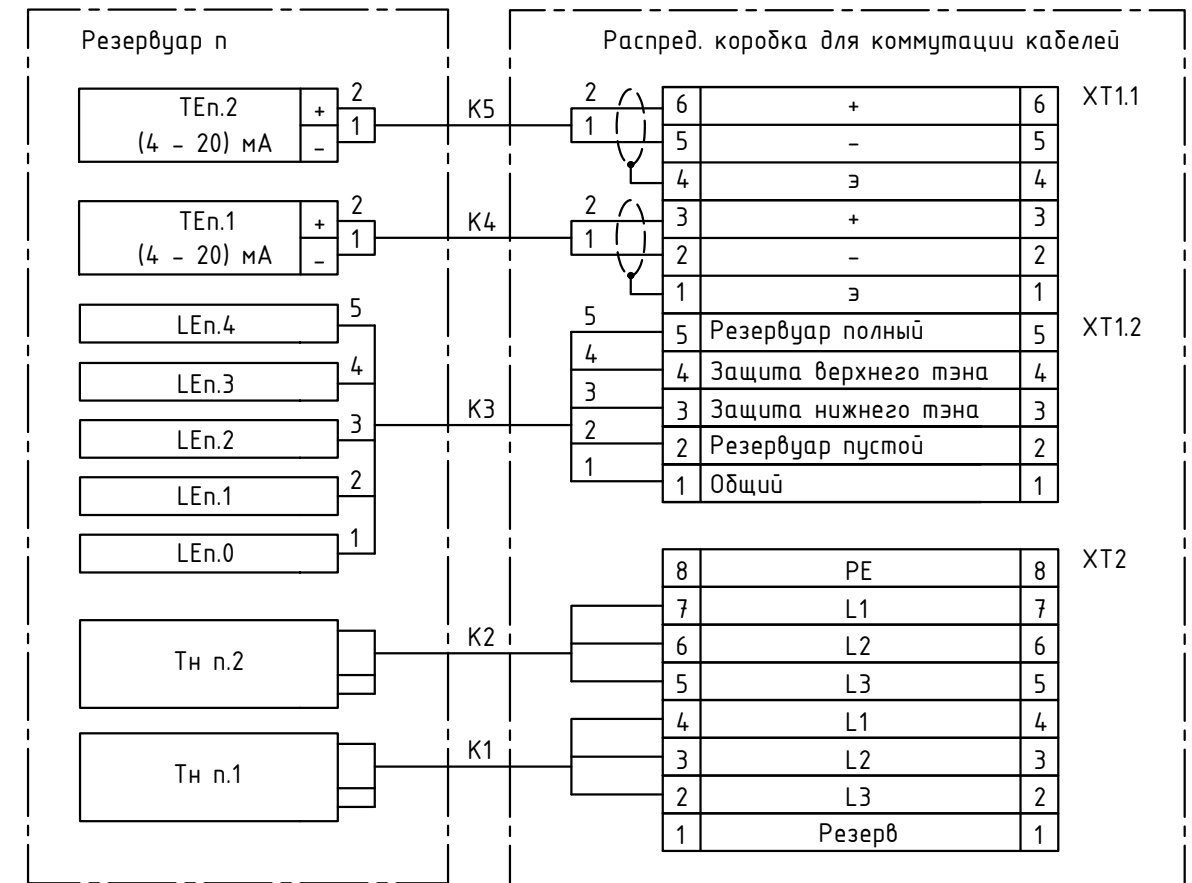 Резервуар n
Распред. коробка для коммутации кабелей
TEn.2
(4 - 20) мА
+
-
2
1
K5
2
1
6 + 6
5 - 5
4 Э 4
XT1.1
TEn.1
(4 - 20) мА
+
-
2
1
K4
2
1
3 + 3
2 - 2
1 Э 1
LEn.4
5
LEn.3
4
LEn.2
3
LEn.1
2
LEn.0
1
K3
5
4
3
2
1
5 Резервуар полный 5
4 Защита верхнего тэна 4
3 Защита нижнего тэна 3
2 Резервуар пустой 2
1 Общий 1
XT1.2
Тн n.2
K2
Тн n.1
K1
8 PE 8
7 L1 7
6 L2 6
5 L3 5
4 L1 4
3 L2 3
2 L3 2
1 Резерв 1
XT2